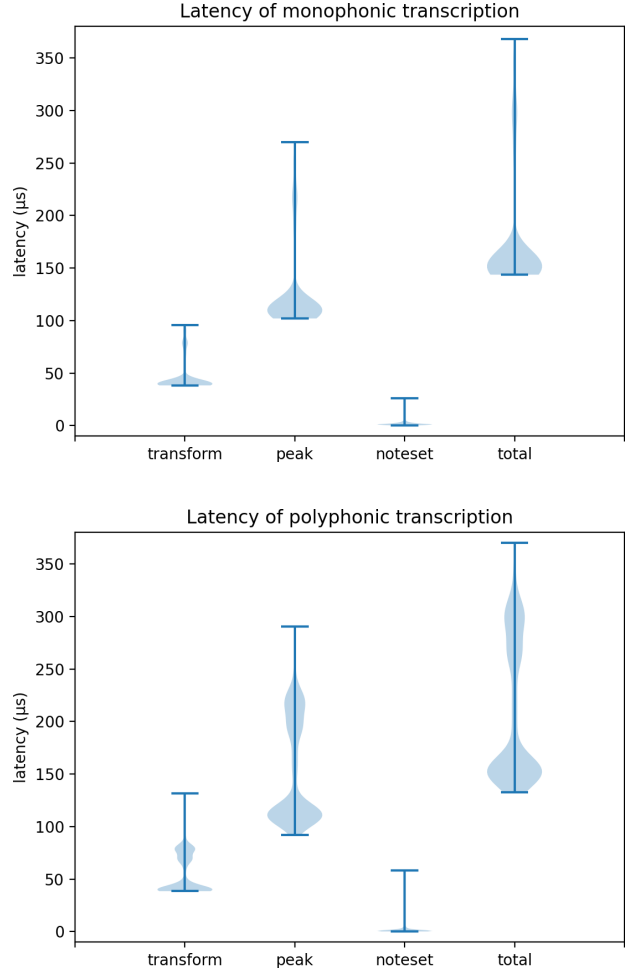 Latency of monophonic transcription
latency (μs)
350
300
250
200
150
100
50
0
transform peak noteset total
Latency of polyphonic transcription
latency (μs)
350
300
250
200
150
100
50
0
transform peak noteset total